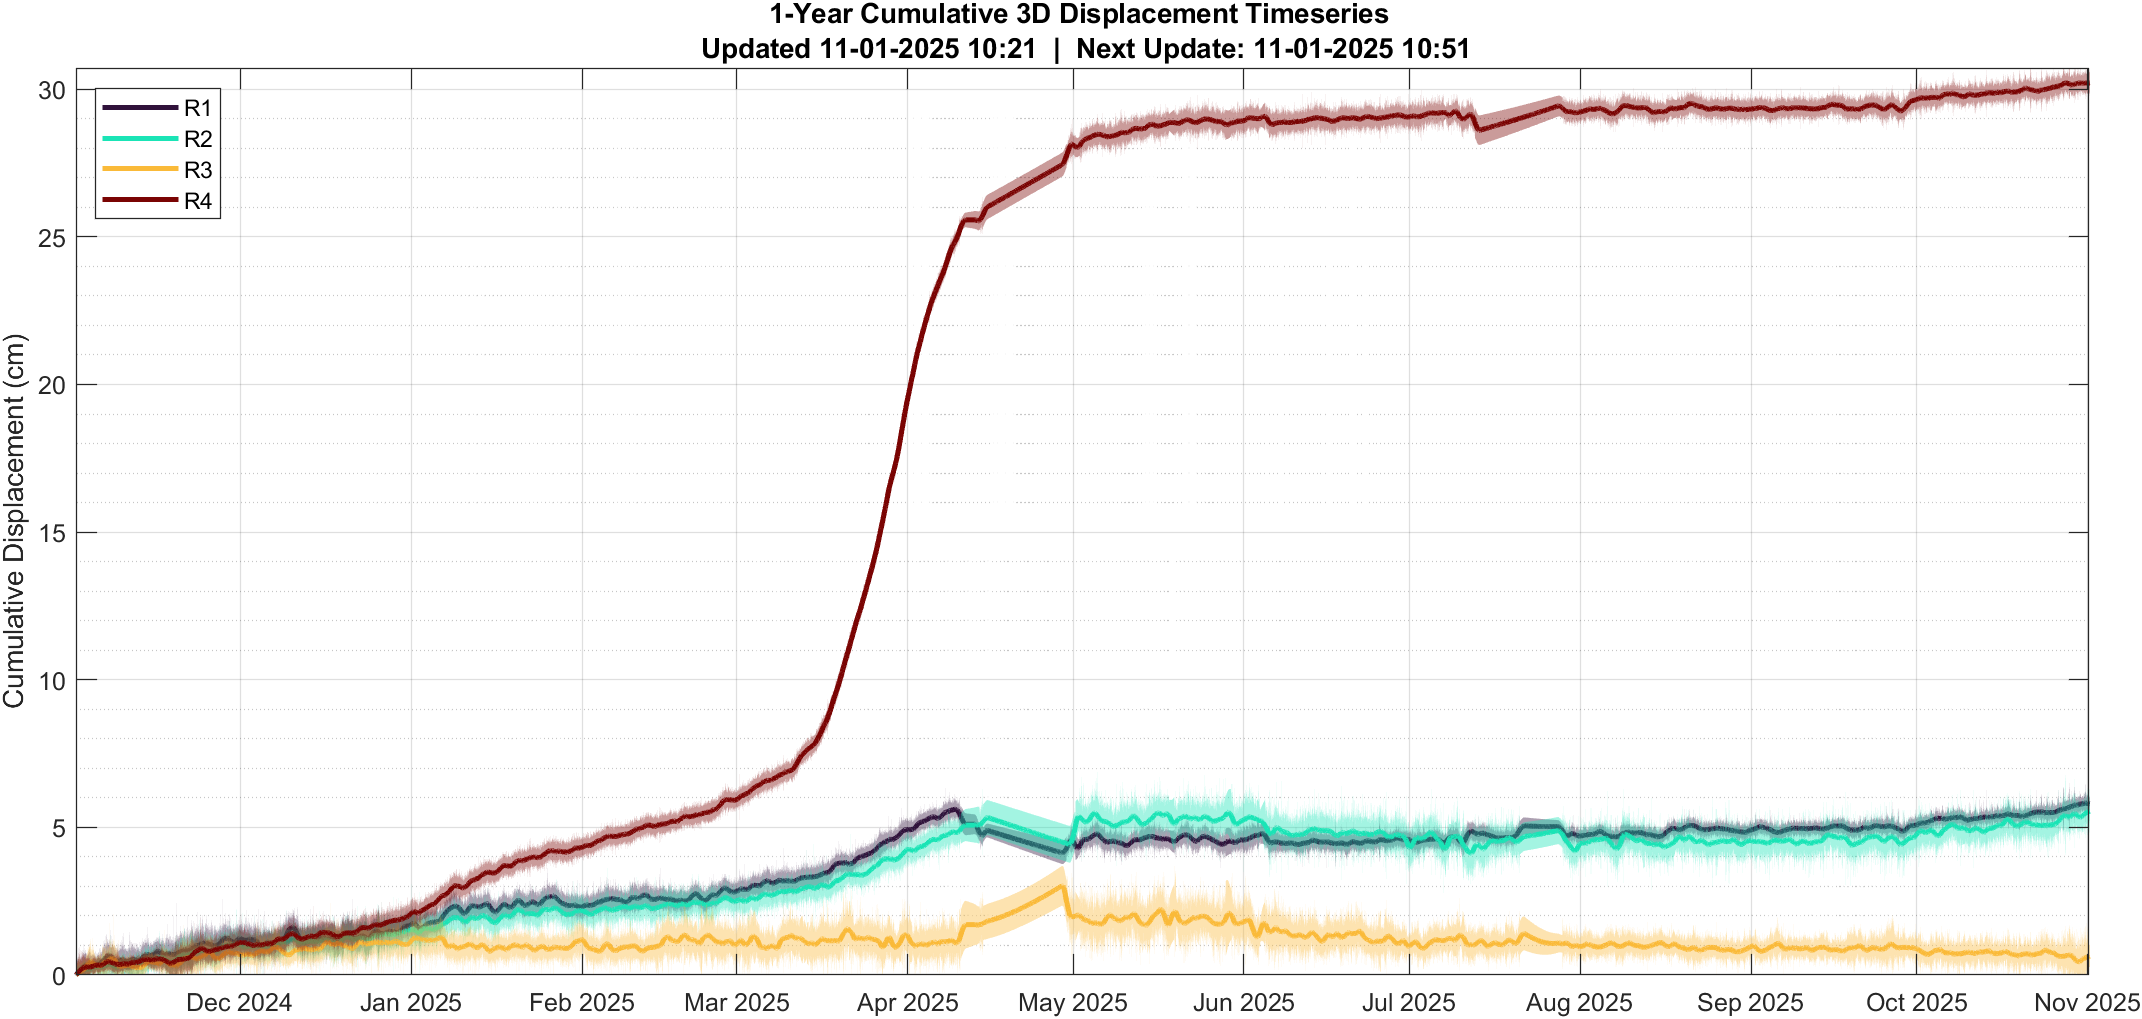 1-Year Cumulative 3D Displacement Timeseries
Updated 11-01-2025 10:21 | Next Update: 11-01-2025 10:51
R1
R2
R3
R4
Cumulative Displacement (cm)
30
25
20
15
10
5
0
Dec 2024
Jan 2025
Feb 2025
Mar 2025
Apr 2025
May 2025
Jun 2025
Jul 2025
Aug 2025
Sep 2025
Oct 2025
Nov 2025